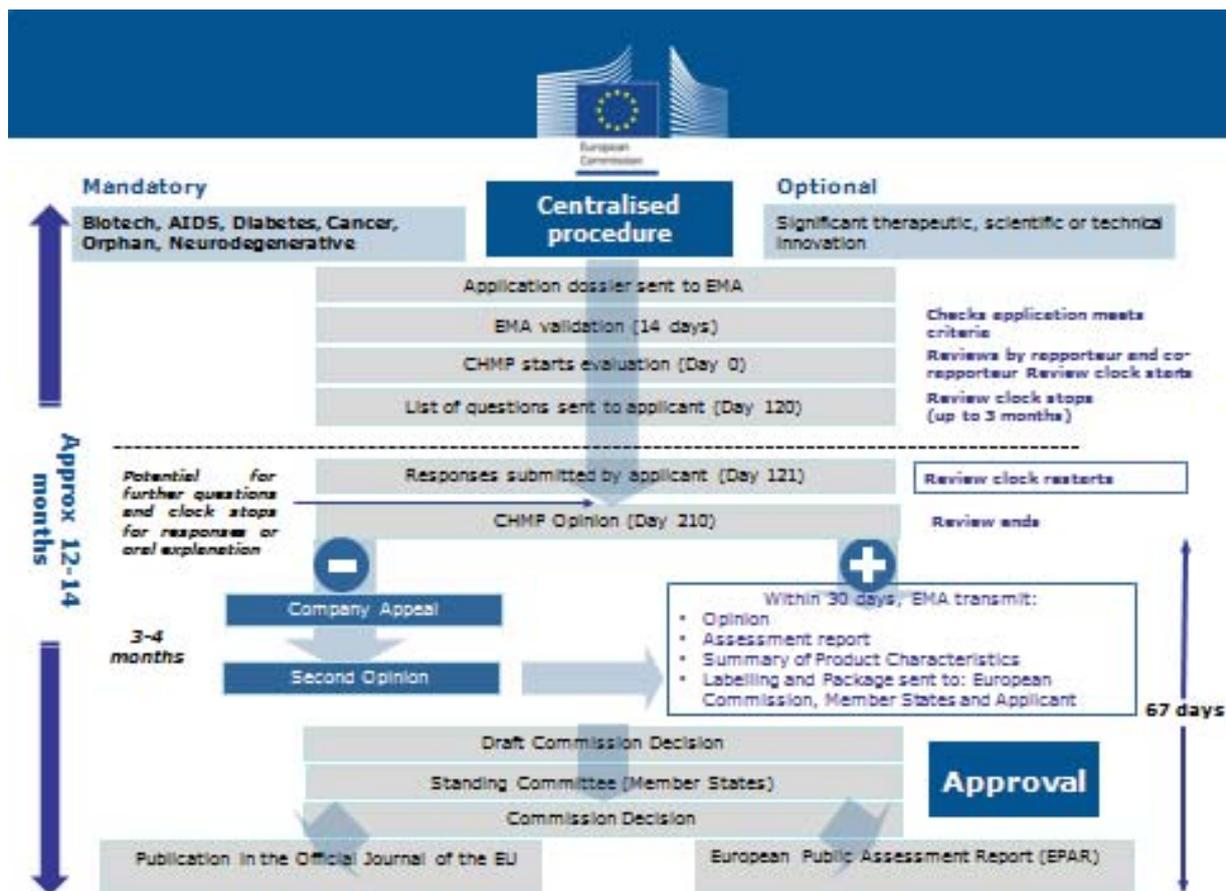 European
Commission
Mandatory
Biotech, AIDS, Diabetes, Cancer,
Orphan, Neurodegenerative
Centralised
procedure
Optional
Significant therapeutic, scientific or technical
innovation
Application dossier sent to EMA
EMA validation (14 days)
Checks application meets
criteria
CHMP starts evaluation (Day 0)
Reviews by rapporteur and co-
rapporteur Review clock starts
List of questions sent to applicant (Day 120)
Review clock stops
(up to 3 months)
Approx 12-14
months
Potential for
further questions
and clock stops
for responses or
oral explanation
Responses submitted by applicant (Day 121)
Review clock restarts
CHMP Opinion (Day 210)
Review ends
-
+
Company Appeal
3-4
months
Second Opinion
Within 30 days, EMA transmit:
• Opinion
• Assessment report
• Summary of Product Characteristics
• Labelling and Package sent to: European
Commission, Member States and Applicant
67 days
Draft Commission Decision
Standing Committee (Member States)
Commission Decision
Approval
Publication in the Official Journal of the EU
European Public Assessment Report (EPAR)